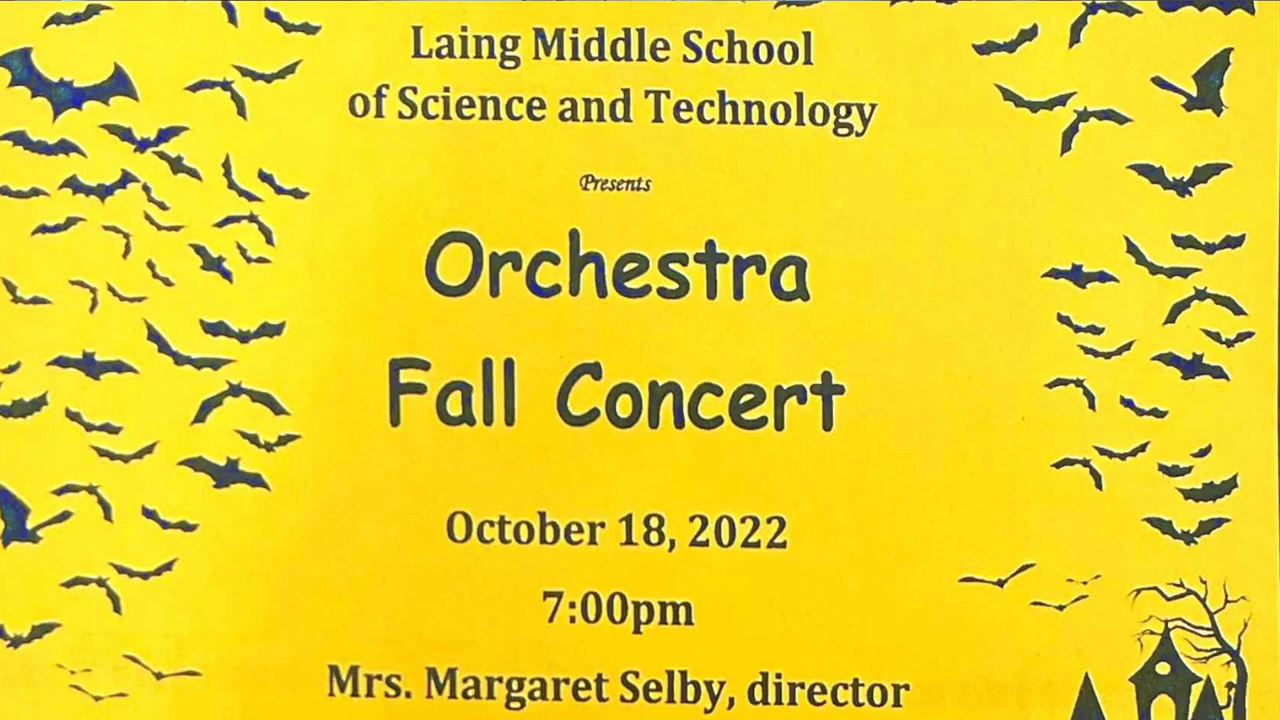 Laing Middle School
of Science and Technology
Presents
Orchestra
Fall Concert
October 18, 2022
7:00pm
Mrs. Margaret Selby, director